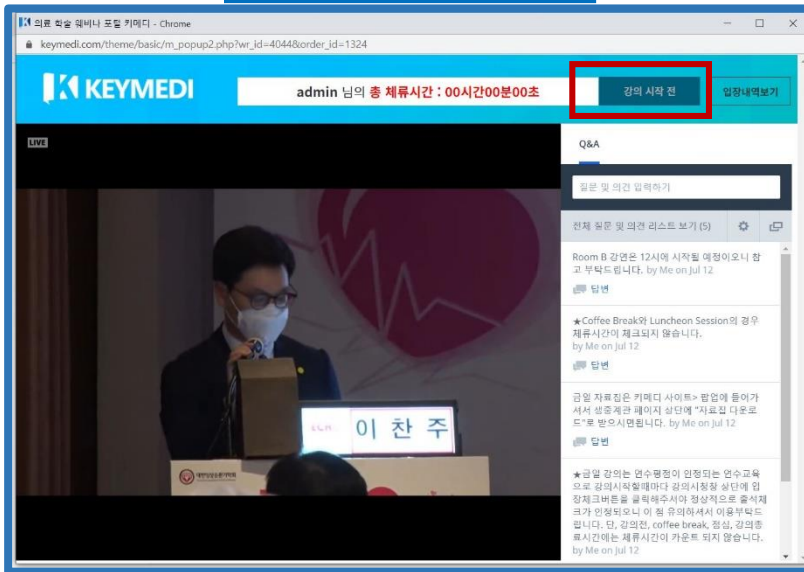 의료 학술 웨비나 포털 키메디 - Chrome
keymedi.com/theme/basic/m_popup2.php?wr_id=4044&order_id=1324
KEYMEDI
admin 님의 총 체류시간 : 00시간00분00초
강의 시작 전
입장내역보기
LIVE
이 찬 주
Q&A
질문 및 의견 입력하기
전체 질문 및 의견 리스트 보기 (5)
Room B 강연은 12시에 시작될 예정이오니 참
고 부탁드립니다. by Me on Jul 12
답변
★Coffee Break와 Luncheon Session의 경우
체류시간이 체크되지 않습니다.
by Me on Jul 12
답변
금일 자료집은 키메디 사이트> 팝업에 들어가
셔서 생중계관 페이지 상단에 "자료집 다운로
드"로 받으시면됩니다. by Me on Jul 12
답변
★금일 강의는 연수평점이 인정되는 연수교육
으로 강의시작할때마다 강의시청창 상단에 입
장체크버튼을 클릭해주셔야 정상적으로 출석체
크가 인정되오니 이 점 유의하셔서 이용부탁드
립니다. 단, 강의전, coffee break, 점심, 강의종
료시간에는 체류시간이 카운트 되지 않습니다.
by Me on Jul 12